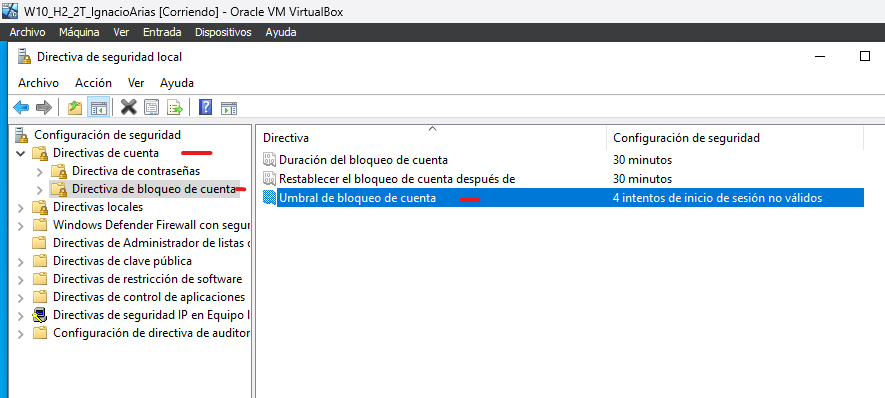 W10_H2_2T_IgnacioArias [Corriendo] - Oracle VM VirtualBox
Archivo Máquina Ver Entrada Dispositivos Ayuda
Directiva de seguridad local
Archivo Acción Ver Ayuda
Configuración de seguridad
Directivas de cuenta
Directiva de contraseñas
Directiva de bloqueo de cuenta
Directivas locales
Windows Defender Firewall con segur
Directivas de Administrador de listas d
Directivas de clave pública
Directivas de restricción de software
Directivas de control de aplicaciones
Directivas de seguridad IP en Equipo l
Configuración de directiva de auditor
Directiva Configuración de seguridad
Duración del bloqueo de cuenta 30 minutos
Restablecer el bloqueo de cuenta después de 30 minutos
Umbral de bloqueo de cuenta 4 intentos de inicio de sesión no válidos